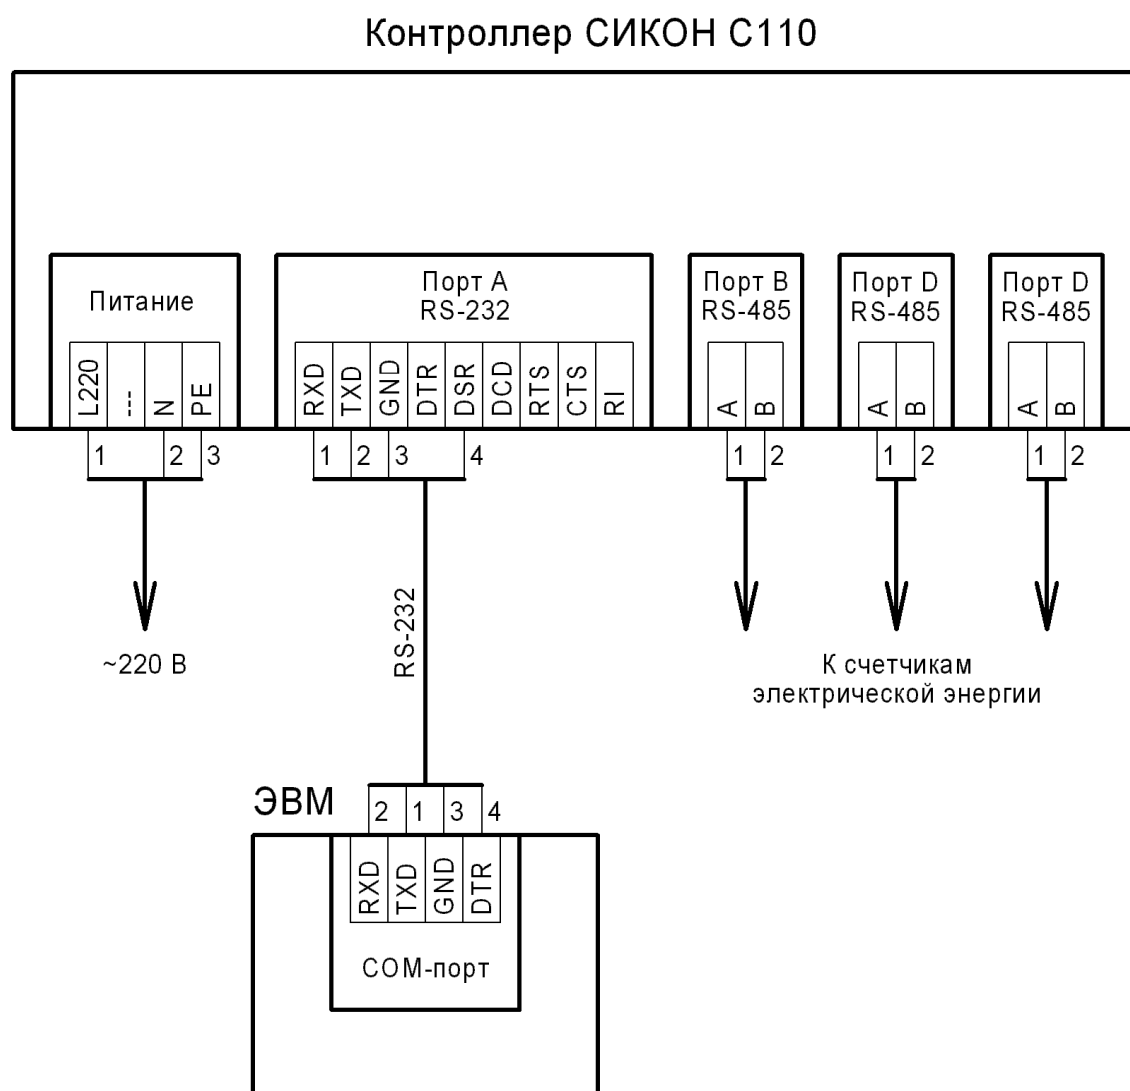 Контроллер СИКОН С110
Питание
L220
---
N
PE
1
2
3
~220 В
Порт А
RS-232
RXD
TXD
GND
DTR
DSR
DCD
RTS
CTS
RI
1
2
3
4
RS-232
Порт В
RS-485
A
B
1
2
Порт D
RS-485
A
B
1
2
Порт D
RS-485
A
B
1
2
К счетчикам
электрической энергии
ЭВМ
2
1
3
4
RXD
TXD
GND
DTR
COM-порт